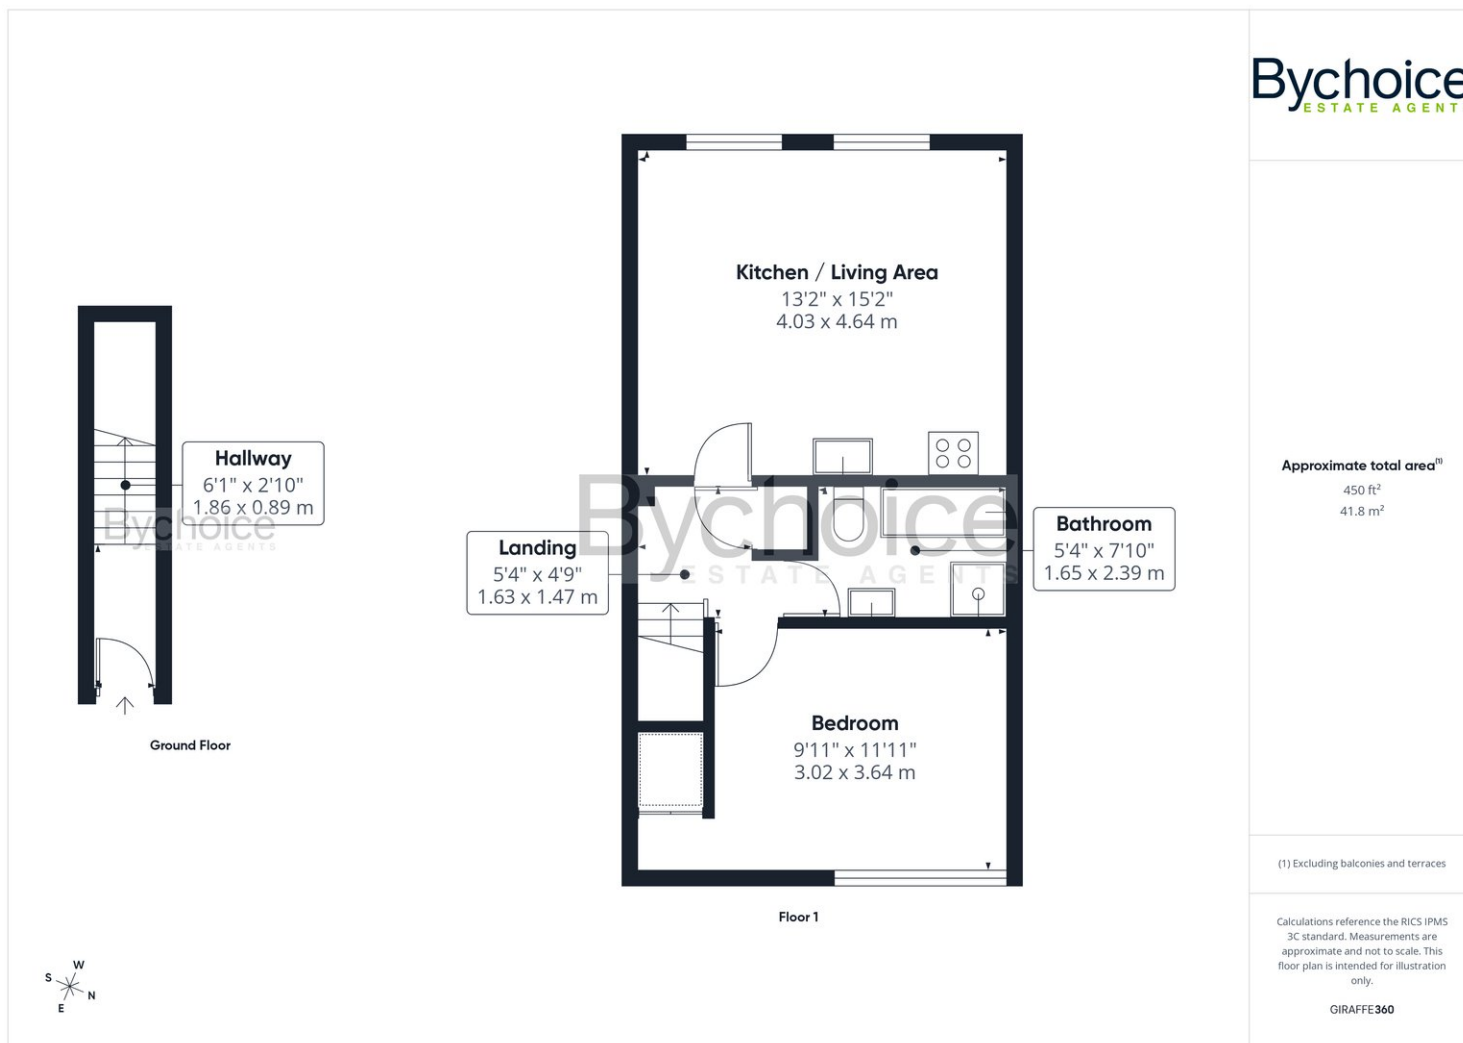 Bychoice
ESTATE AGENT
Kitchen / Living Area
13'2" x 15'2"
4.03 x 4.64 m
Hallway
6'1" x 2'10"
1.86 x 0.89 m
Bychoice
ESTATE AGENTS
Bychoice
ESTATE AGENTS
Landing
5'4" x 4'9"
1.63 x 1.47 m
Bathroom
5'4" x 7'10"
1.65 x 2.39 m
Bedroom
9'11" x 11'11"
3.02 x 3.64 m
Ground Floor
Floor 1
S W
E N
Approximate total area(1)
450 ft²
41.8 m²
(1) Excluding balconies and terraces
Calculations reference the RICS IPMS
3C standard. Measurements are
approximate and not to scale. This
floor plan is intended for illustration
only.
GIRAFFE360